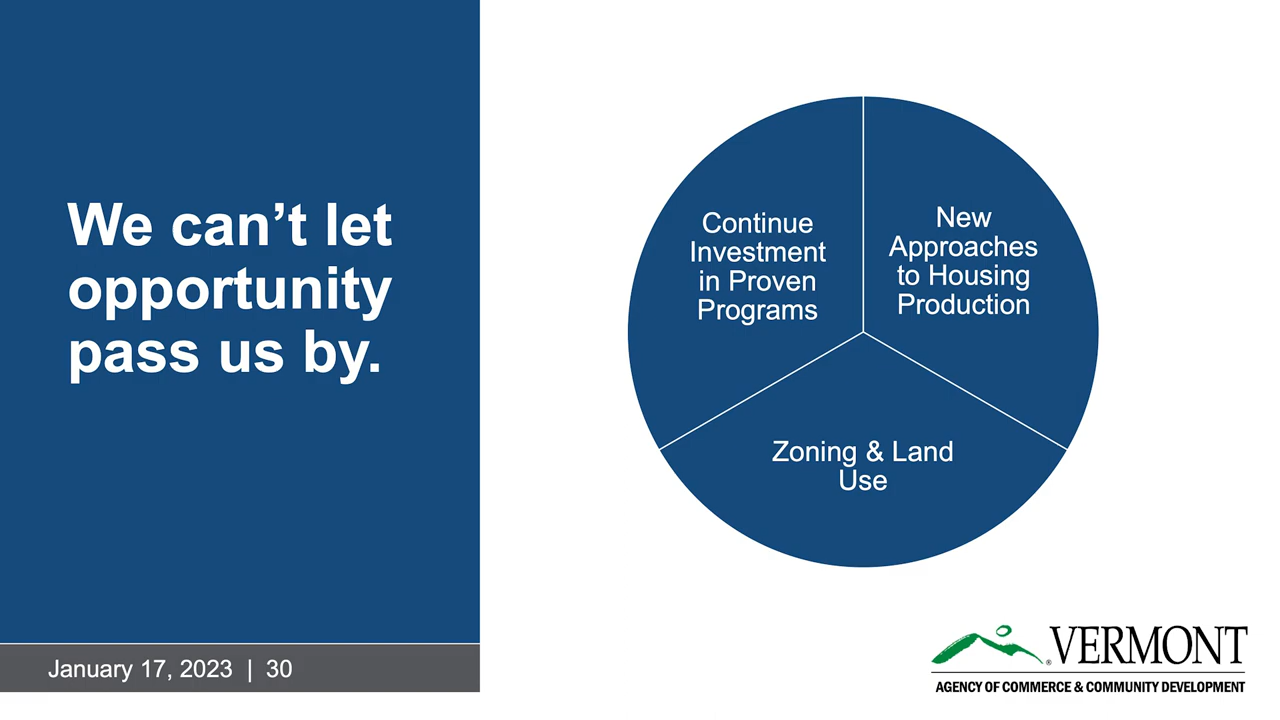 We can’t let
opportunity
pass us by.
Continue
Investment
in Proven
Programs
New
Approaches
to Housing
Production
Zoning & Land
Use
January 17, 2023 | 30
® VERMONT
AGENCY OF COMMERCE & COMMUNITY DEVELOPMENT